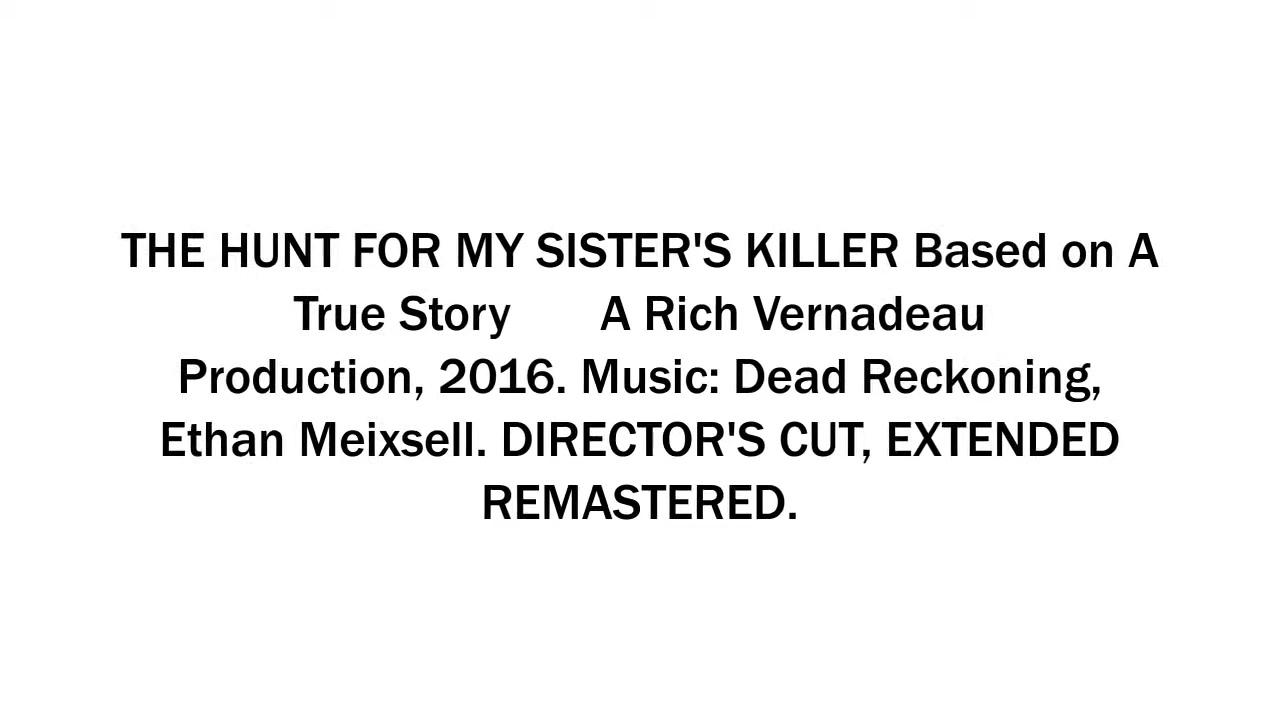 THE HUNT FOR MY SISTER'S KILLER Based on A
True Story A Rich Vernadeau
Production, 2016. Music: Dead Reckoning,
Ethan Meixsell. DIRECTOR'S CUT, EXTENDED
REMASTERED.